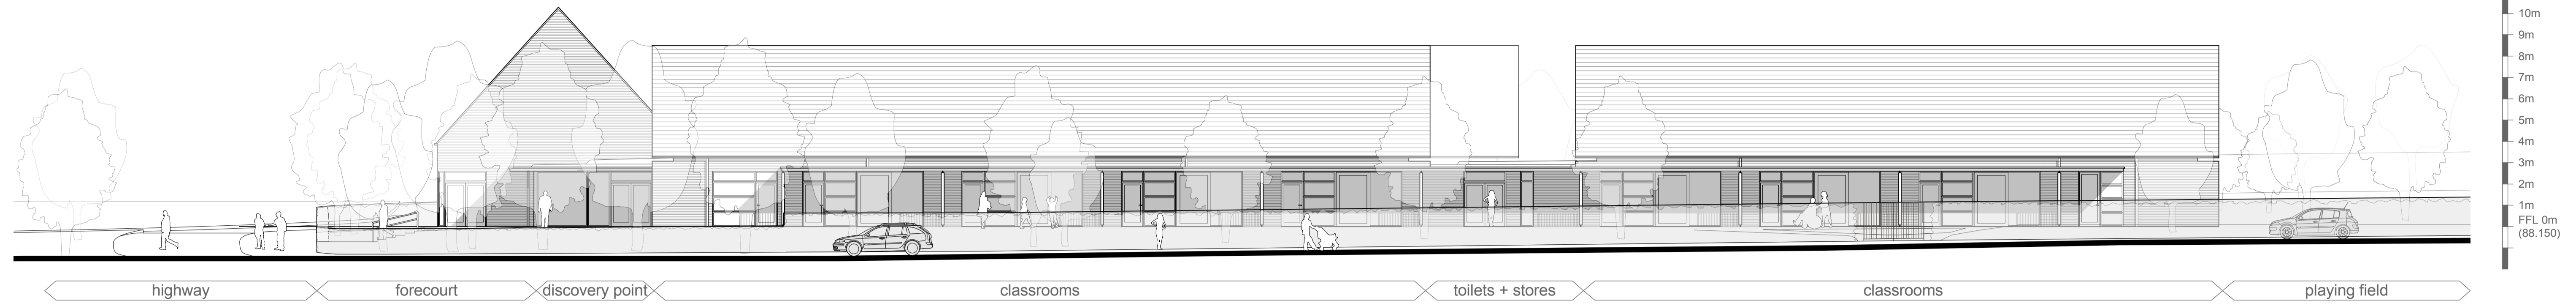 10m
9m
8m
7m
6m
5m
4m
3m
2m
1m
FFL 0m
(88.150)
highway
forecourt
discovery point
classrooms
toilets + stores
classrooms
playing field